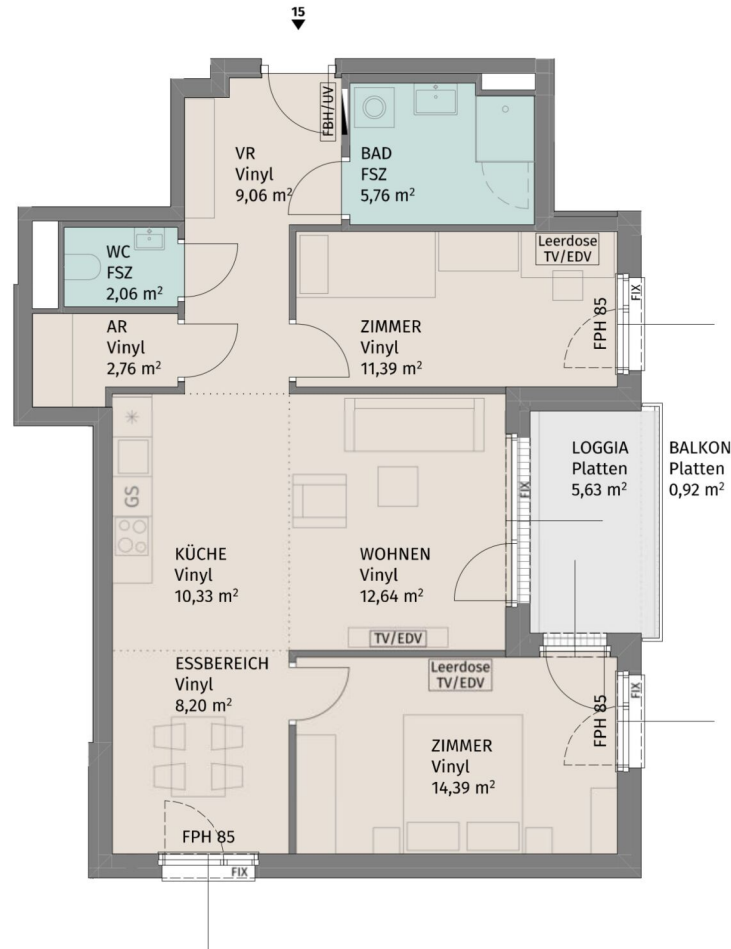 15
FBH/UV
VR
Vinyl
9,06 m²
BAD
FSZ
5,76 m²
WC
FSZ
2,06 m²
AR
Vinyl
2,76 m²
Leerdose
TV/EDV
ZIMMER
Vinyl
11,39 m²
FPH 85
FIX
GS
KÜCHE
Vinyl
10,33 m²
WOHNEN
Vinyl
12,64 m²
TV/EDV
FIX
LOGGIA
Platten
5,63 m²
BALKON
Platten
0,92 m²
ESSBEREICH
Vinyl
8,20 m²
Leerdose
TV/EDV
ZIMMER
Vinyl
14,39 m²
FPH 85
FIX
FPH 85
FIX